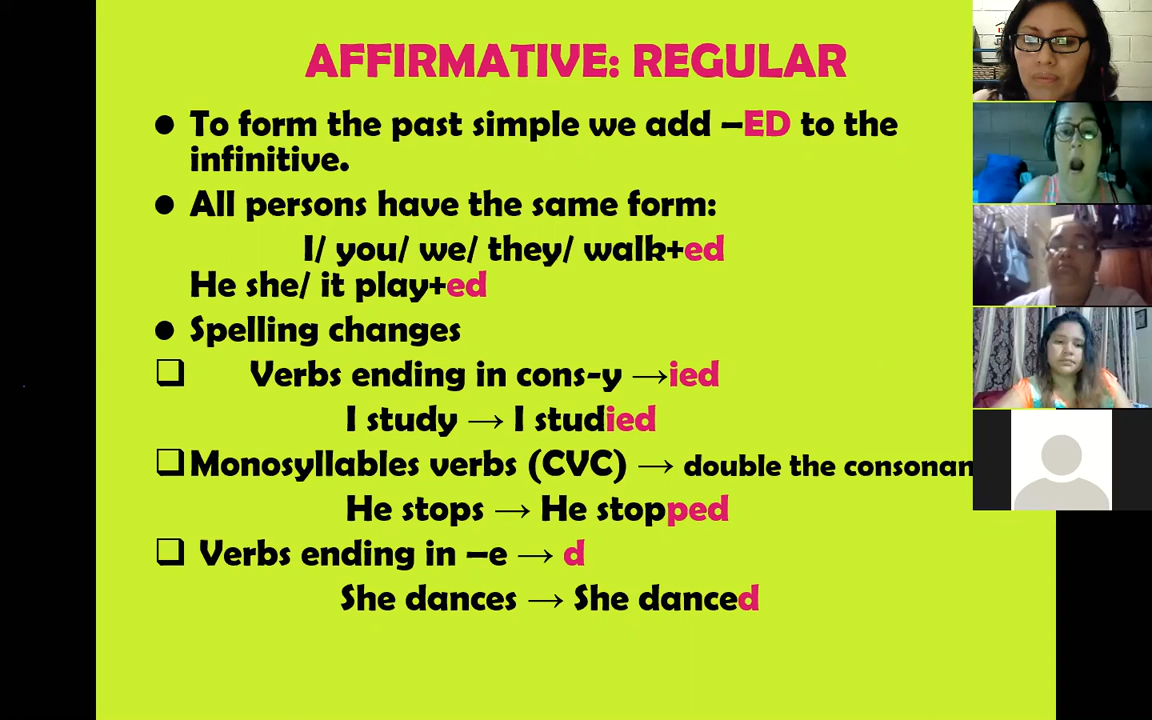 AFFIRMATIVE: REGULAR
● To form the past simple we add –ED to the
infinitive.
● All persons have the same form:
I/ you/ we/ they/ walk+ed
He she/ it play+ed
● Spelling changes
❑ Verbs ending in cons-y →ied
I study → I studied
❑Monosyllables verbs (CVC) → double the consonan
He stops → He stopped
❑ Verbs ending in –e → d
She dances → She danced